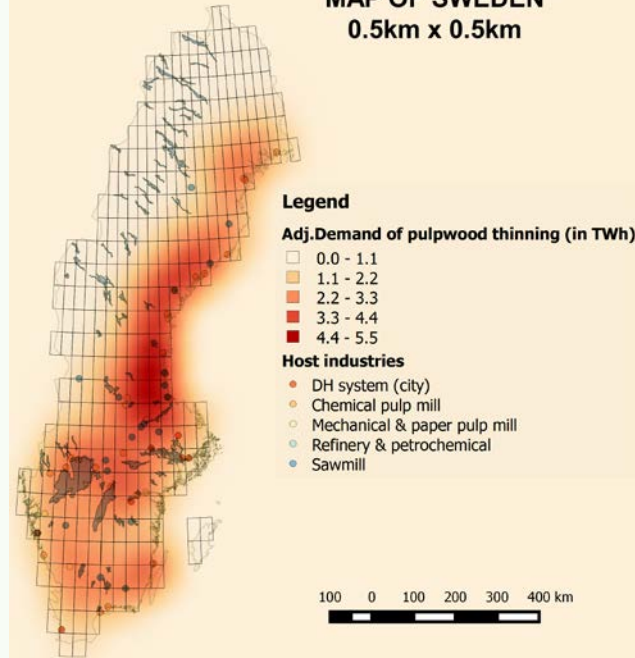 MAP OF SWEDEN
0.5km x 0.5km
Legend
Adj.Demand of pulpwood thinning (in TWh)
0.0 - 1.1
1.1 - 2.2
2.2 - 3.3
3.3 - 4.4
4.4 - 5.5
Host industries
DH system (city)
Chemical pulp mill
Mechanical & paper pulp mill
Refinery & petrochemical
Sawmill
100 0 100 200 300 400 km